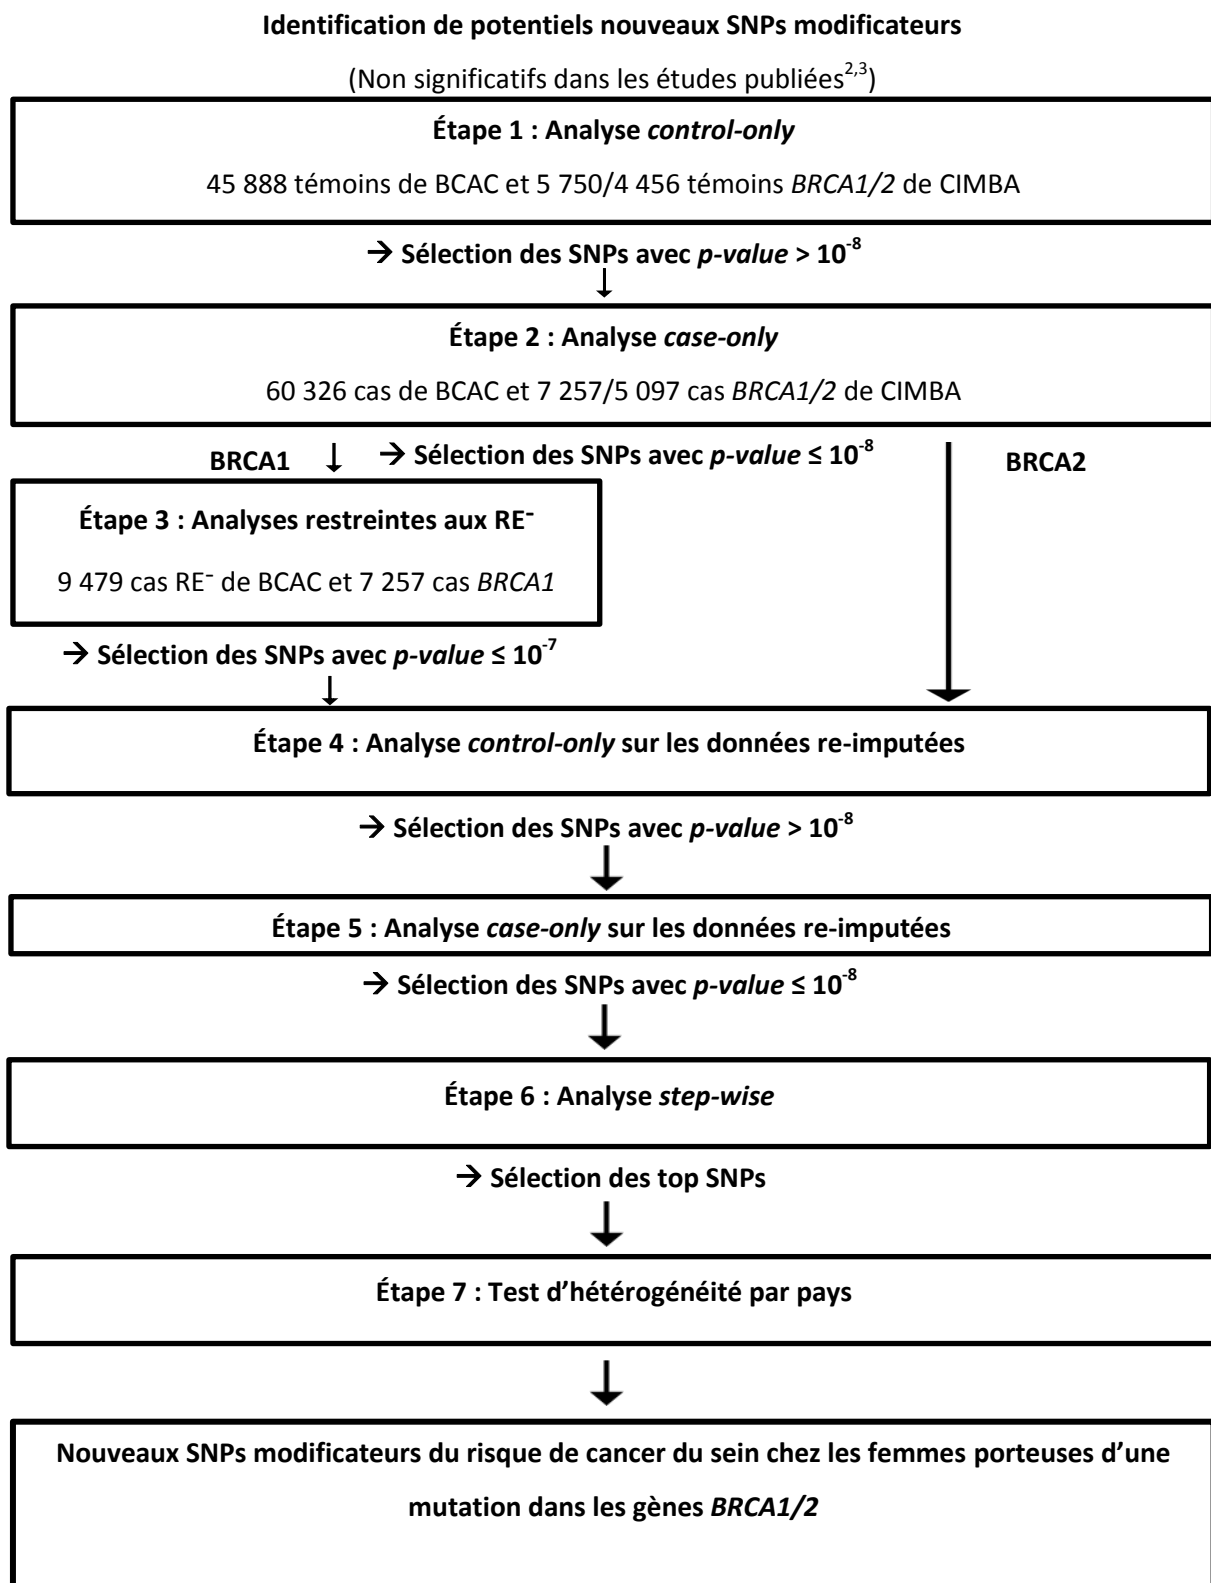 Identification de potentiels nouveaux SNPs modificateurs
(Non significatifs dans les études publiées2,3)
Étape 1 : Analyse control-only
45 888 témoins de BCAC et 5 750/4 456 témoins BRCA1/2 de CIMBA
→ Sélection des SNPs avec p-value > 10-8
Étape 2 : Analyse case-only
60 326 cas de BCAC et 7 257/5 097 cas BRCA1/2 de CIMBA
BRCA1 ↓ → Sélection des SNPs avec p-value ≤ 10-8
BRCA2
Étape 3 : Analyses restreintes aux RE-
9 479 cas RE- de BCAC et 7 257 cas BRCA1
→ Sélection des SNPs avec p-value ≤ 10-7
Étape 4 : Analyse control-only sur les données re-imputées
→ Sélection des SNPs avec p-value > 10-8
Étape 5 : Analyse case-only sur les données re-imputées
→ Sélection des SNPs avec p-value ≤ 10-8
Étape 6 : Analyse step-wise
→ Sélection des top SNPs
Étape 7 : Test d’hétérogénéité par pays
Nouveaux SNPs modificateurs du risque de cancer du sein chez les femmes porteuses d’une
mutation dans les gènes BRCA1/2